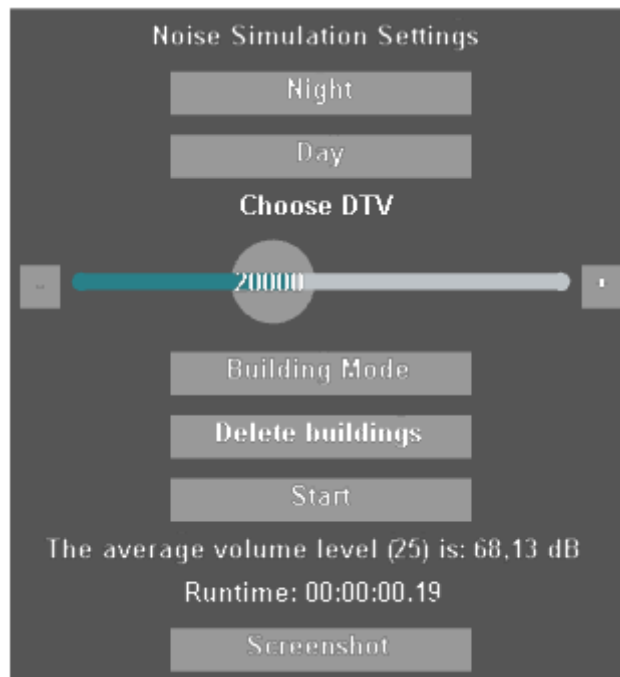 Noise Simulation Settings
Night
Day
Choose DTV
- 20000 +
Building Mode
Delete buildings
Start
The average volume level (25) is: 68,13 dB
Runtime: 00:00:00.19
Screenshot